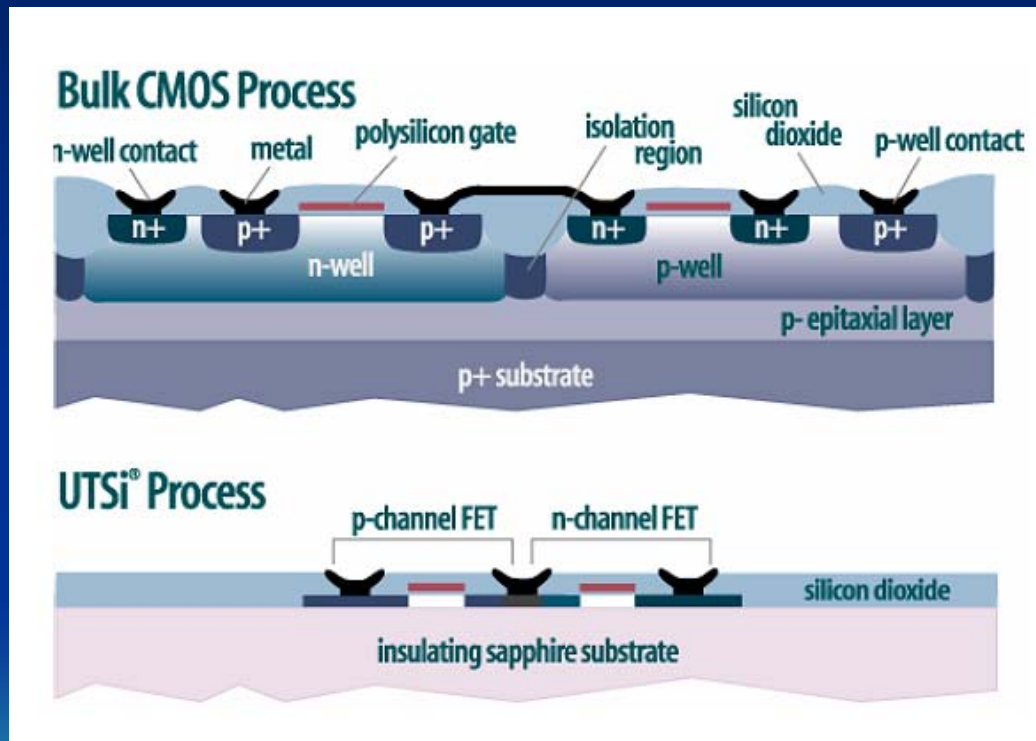 Bulk CMOS Process
n-well contact
metal
polysilicon gate
isolation
region
silicon
dioxide
p-well contact
n+
p+
p+
n+
n+
p+
n-well
p-well
p- epitaxial layer
p+ substrate
UTSi® Process
p-channel FET
n-channel FET
silicon dioxide
insulating sapphire substrate